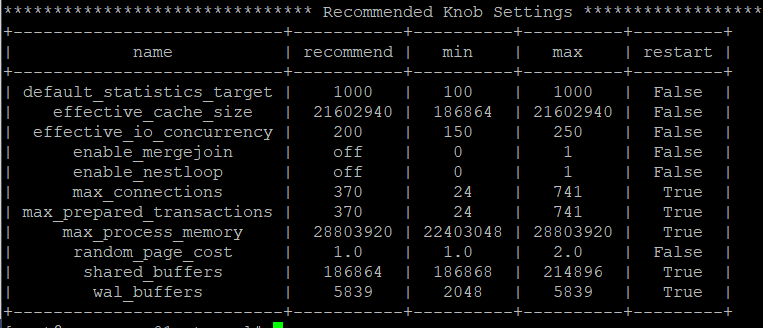 ******************************* Recommended Knob Settings ******************
+---------------------------+-----------+----------+----------+---------+
| name | recommend | min | max | restart |
+---------------------------+-----------+----------+----------+---------+
| default_statistics_target | 1000 | 100 | 1000 | False |
| effective_cache_size | 21602940 | 186864 | 21602940 | False |
| effective_io_concurrency | 200 | 150 | 250 | False |
| enable_mergejoin | off | 0 | 1 | False |
| enable_nestloop | off | 0 | 1 | False |
| max_connections | 370 | 24 | 741 | True |
| max_prepared_transactions | 370 | 24 | 741 | True |
| max_process_memory | 28803920 | 22403048 | 28803920 | True |
| random_page_cost | 1.0 | 1.0 | 2.0 | False |
| shared_buffers | 186864 | 186868 | 214896 | True |
| wal_buffers | 5839 | 2048 | 5839 | True |
+---------------------------+-----------+----------+----------+---------+